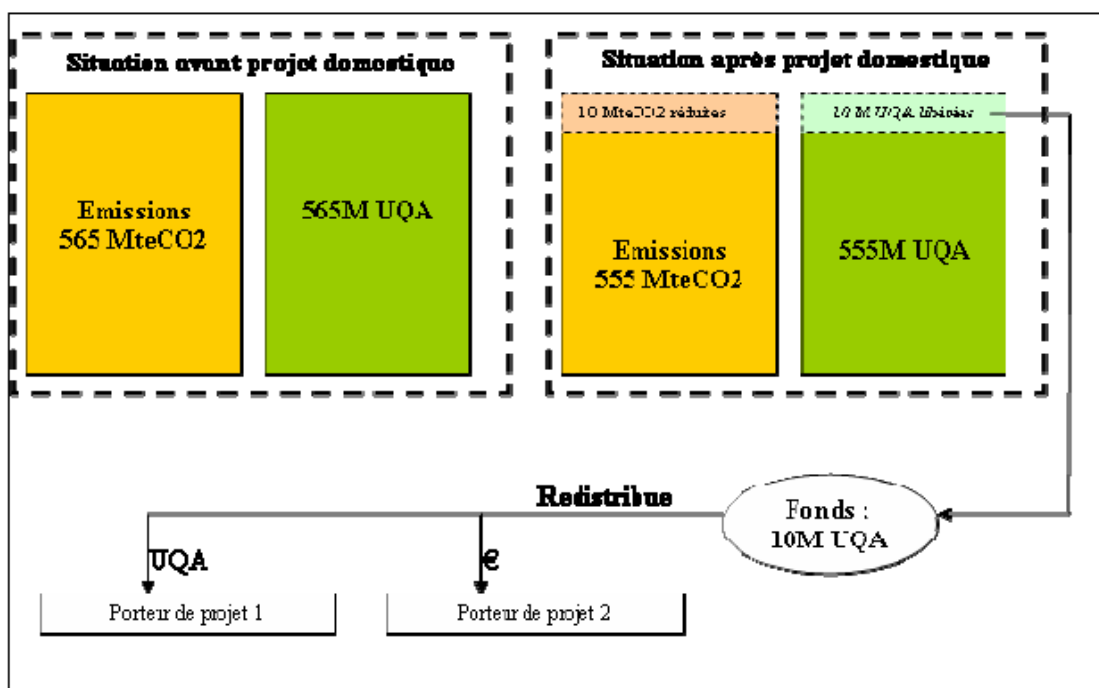 Situation avant projet domestique
Emissions
565 MteCO2
565M UQA
Situation après projet domestique
10 MteCO2 réduites
10 M UQA libérées
Emissions
555 MteCO2
555M UQA
Redistribue
Fonds :
10M UQA
UQA
€
Porteur de projet 1
Porteur de projet 2